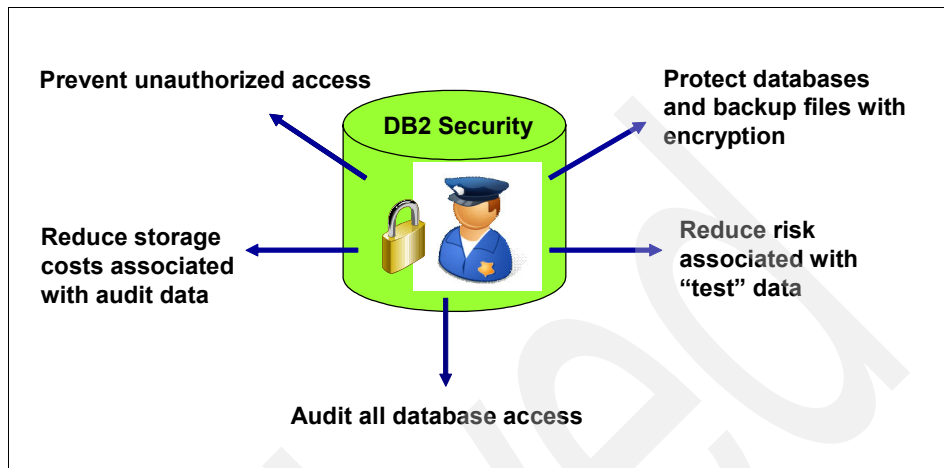 Prevent unauthorized access
Protect databases
and backup files with
encryption
DB2 Security
Reduce storage
costs associated
with audit data
Reduce risk
associated with
“test” data
Audit all database access